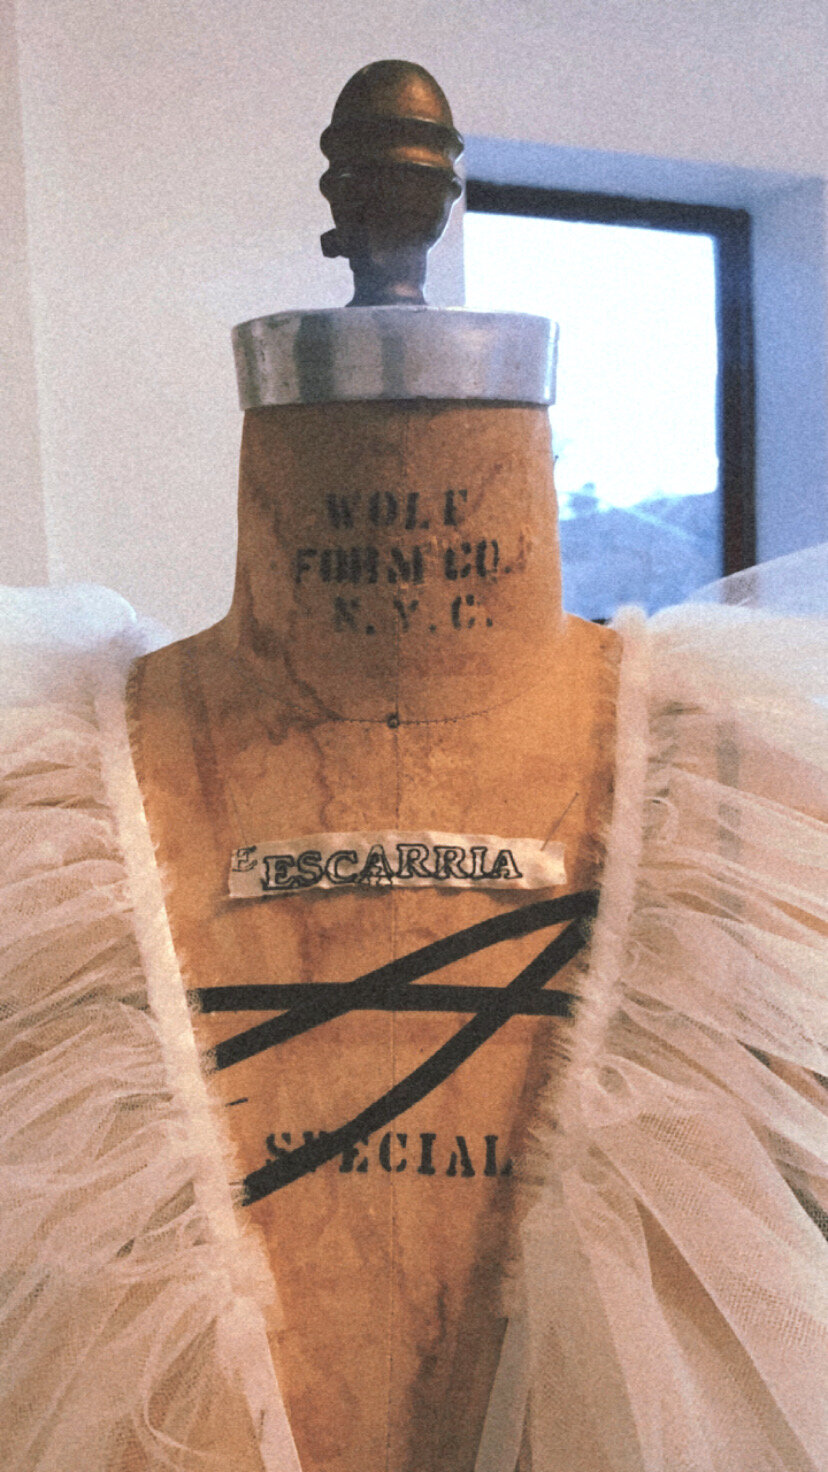 WOLF
FORM CO.
N.Y.C.
E ESCARRIA
SPECIAL